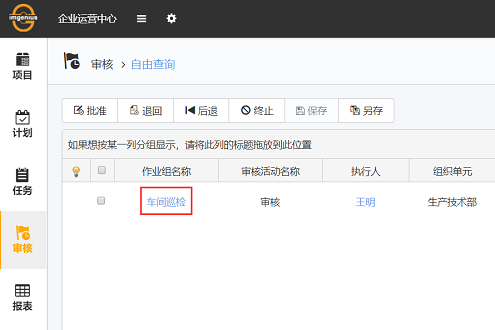 imgenius
企业运营中心
项目
计划
任务
审核
报表
审核 > 自由查询
批准 退回 后退 终止 保存 另存
如果想按某一列分组显示，请将此列的标题拖放到此位置
作业组名称 审核活动名称 执行人 组织单元
车间巡检 审核 王明 生产技术部